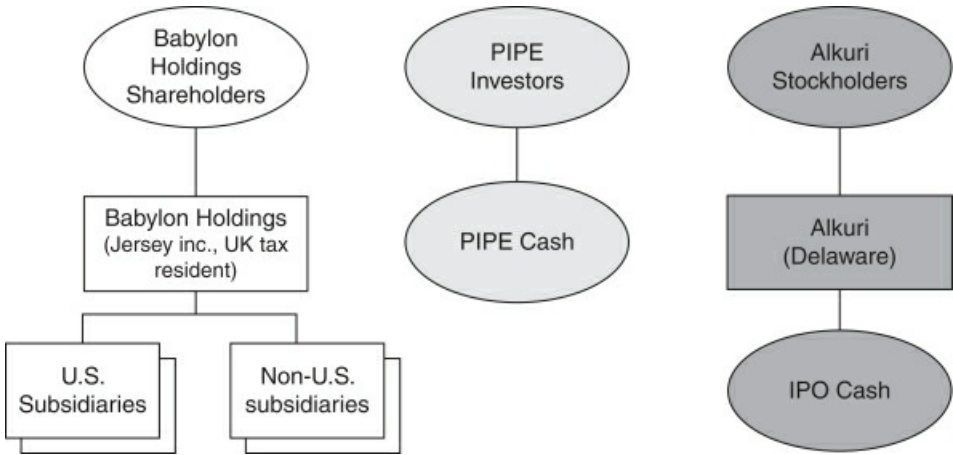 Babylon
Holdings
Shareholders
PIPE
Investors
Alkuri
Stockholders
Babylon Holdings
(Jersey inc., UK tax
resident)
PIPE Cash
Alkuri
(Delaware)
U.S.
Subsidiaries
Non-U.S.
subsidiaries
IPO Cash